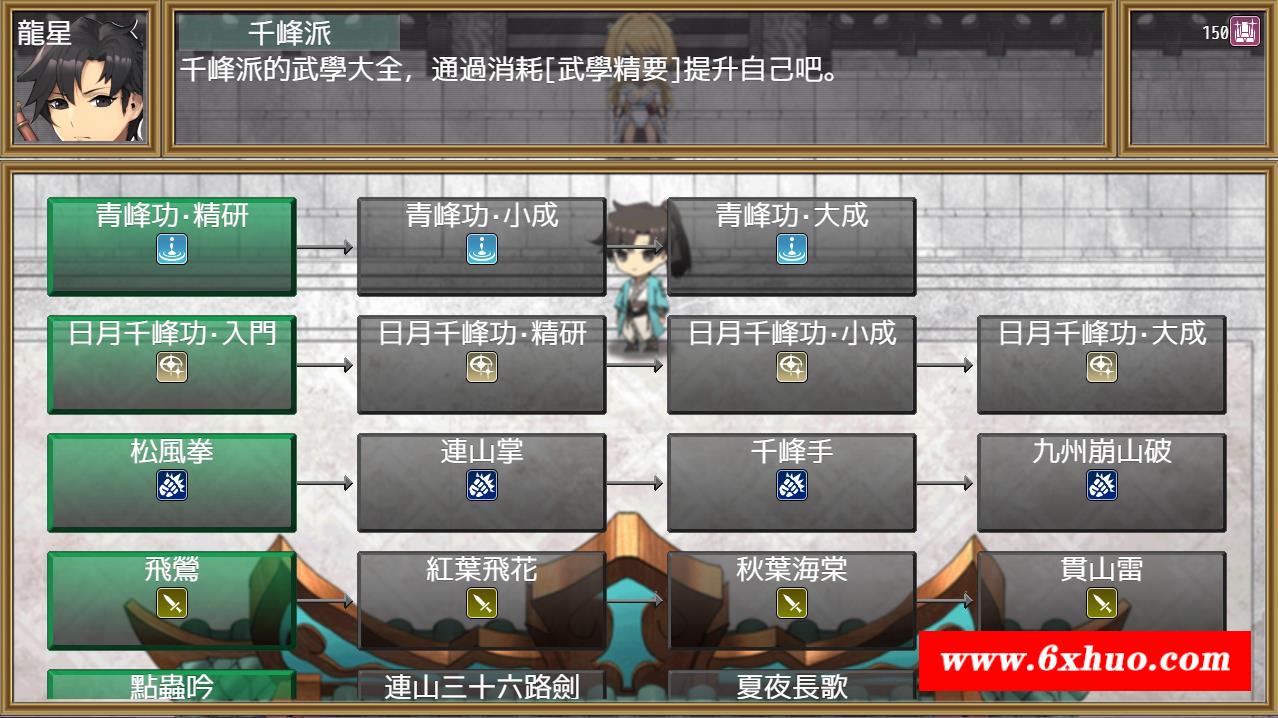 龍星
千峰派
150
千峰派的武學大全，通過消耗[武學精要]提升自己吧。
青峰功·精研
青峰功·小成
青峰功·大成
日月千峰功·入門
日月千峰功·精研
日月千峰功·小成
日月千峰功·大成
松風拳
連山掌
千峰手
九州崩山破
飛鶯
紅葉飛花
秋葉海棠
貫山雷
點蟲吟
連山三十六路劍
夏夜長歌
www.6xhuo.com